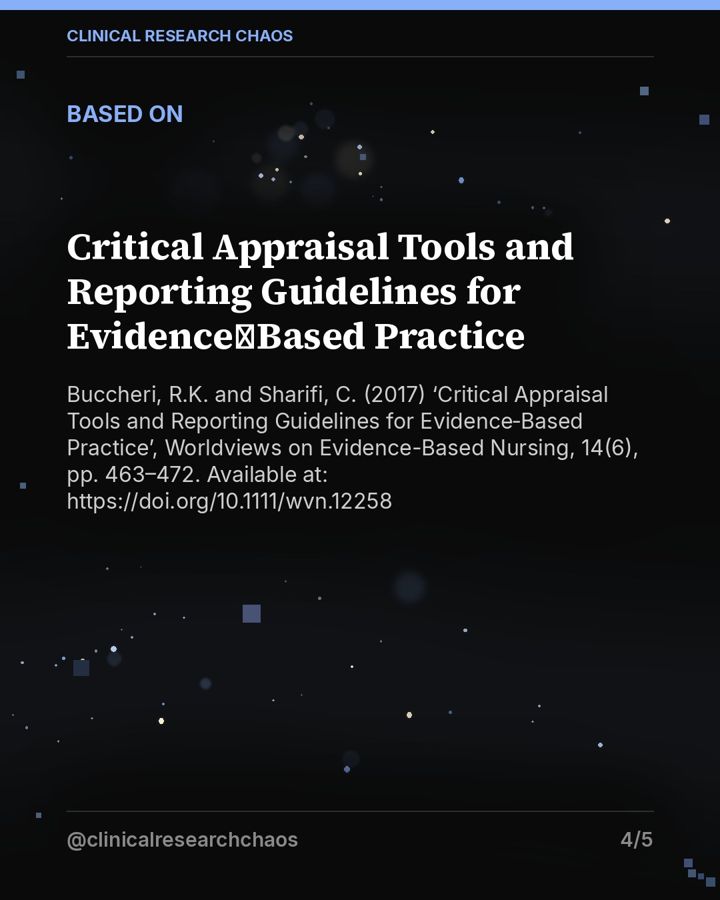 CLINICAL RESEARCH CHAOS
BASED ON
Critical Appraisal Tools and
Reporting Guidelines for
Evidence☒Based Practice
Buccheri, R.K. and Sharifi, C. (2017) ‘Critical Appraisal
Tools and Reporting Guidelines for Evidence-Based
Practice’, Worldviews on Evidence-Based Nursing, 14(6),
pp. 463–472. Available at:
https://doi.org/10.1111/wvn.12258
@clinicalresearchchaos
4/5